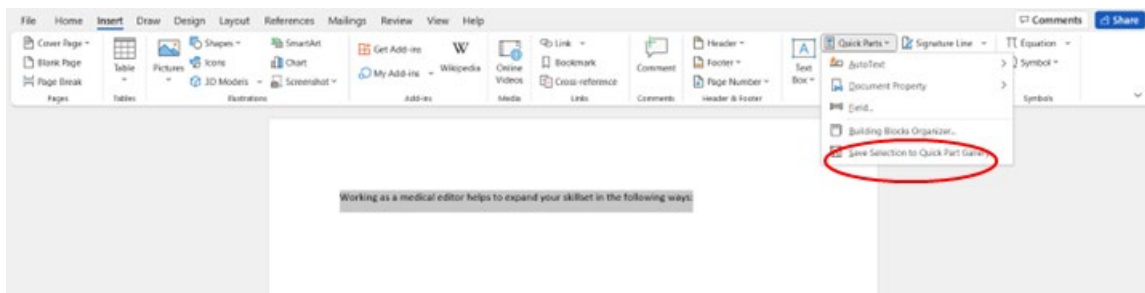 File Home Insert Draw Design Layout References Mailings Review View Help Comments Share
Cover Page
Blank Page
Page Break
Pages
Table
Tables
Pictures
Shapes
Icons
3D Models
SmartArt
Chart
Screenshot
Illustrations
Get Add-ins
My Add-ins
W
Wikipedia
Add-ins
Online
Videos
Media
Link
Bookmark
Cross-reference
Links
Comment
Comments
Header
Footer
Page Number
Header & Footer
A
Text
Box
Quick Parts
Signature Line
Equation
Symbol
Symbols
AutoText
Document Property
Field...
Building Blocks Organizer...
Save Selection to Quick Part Gallery
Working as a medical editor helps to expand your skillset in the following ways: